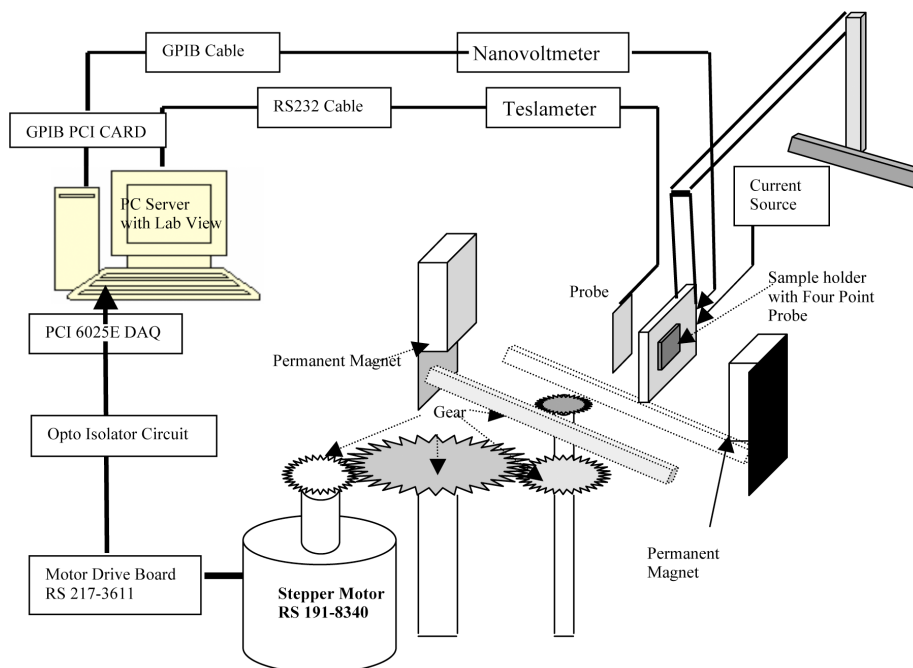 GPIB Cable
Nanovoltmeter
RS232 Cable
Teslameter
GPIB PCI CARD
PC Server
with Lab View
Current
Source
Probe
Sample holder
with Four Point
Probe
PCI 6025E DAQ
Permanent Magnet
Gear
Opto Isolator Circuit
Permanent
Magnet
Motor Drive Board
RS 217-3611
Stepper Motor
RS 191-8340